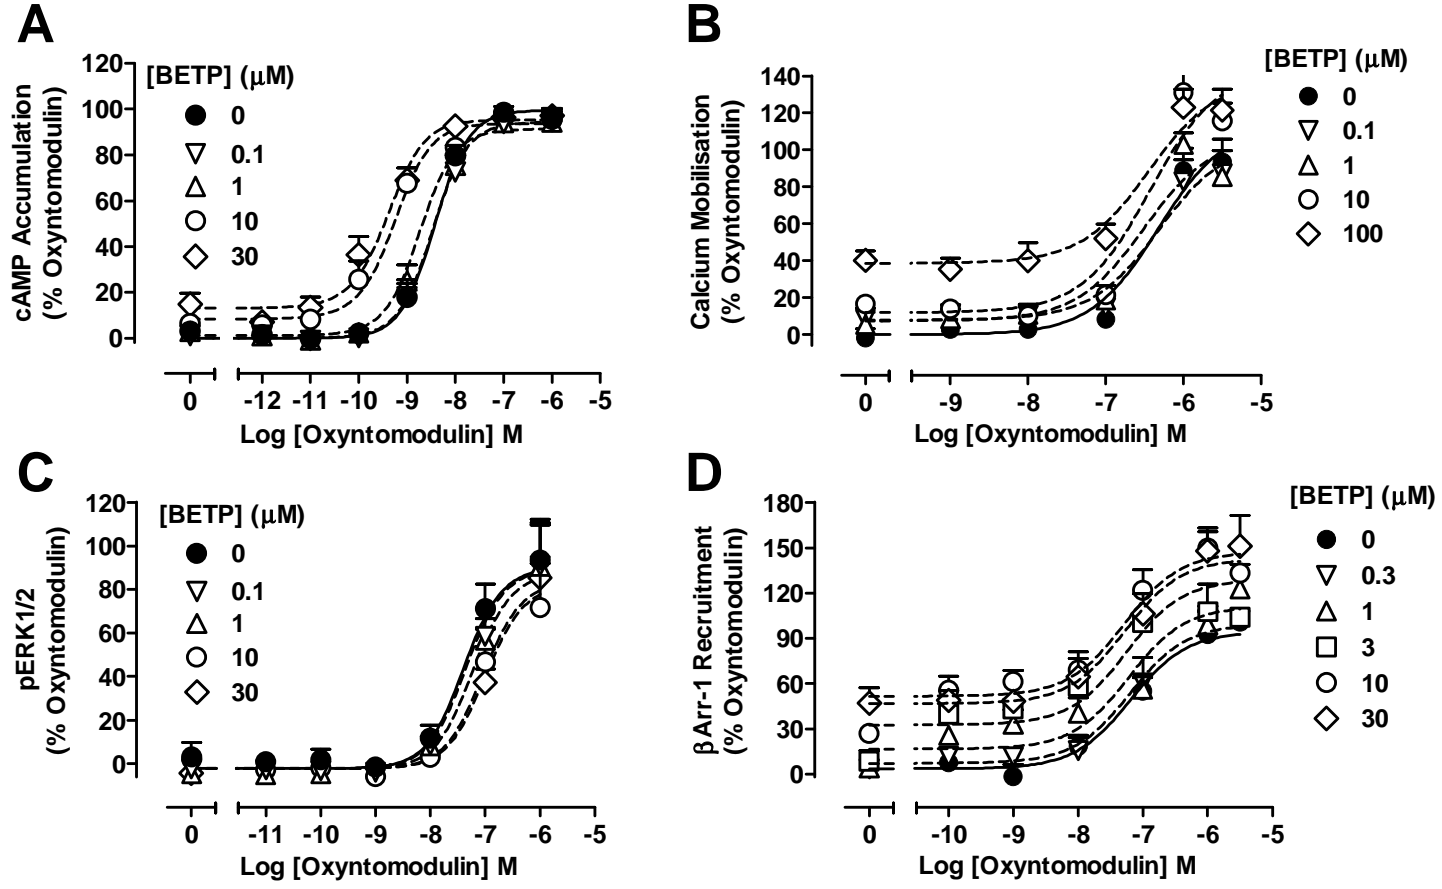 A
cAMP Accumulation
(% Oxyntomodulin)
120
100
80
60
40
20
0
[BETP] (μM)
0
0.1
1
10
30
0 -12 -11 -10 -9 -8 -7 -6 -5
Log [Oxyntomodulin] M
B
Calcium Mobilisation
(% Oxyntomodulin)
140
120
100
80
60
40
20
0
[BETP] (μM)
0
0.1
1
10
100
0 -9 -8 -7 -6 -5
Log [Oxyntomodulin] M
C
pERK1/2
(% Oxyntomodulin)
120
100
80
60
40
20
0
[BETP] (μM)
0
0.1
1
10
30
0 -11 -10 -9 -8 -7 -6 -5
Log [Oxyntomodulin] M
D
βArr-1 Recruitment
(% Oxyntomodulin)
180
150
120
90
60
30
0
[BETP] (μM)
0
0.3
1
3
10
30
0 -10 -9 -8 -7 -6 -5
Log [Oxyntomodulin] M